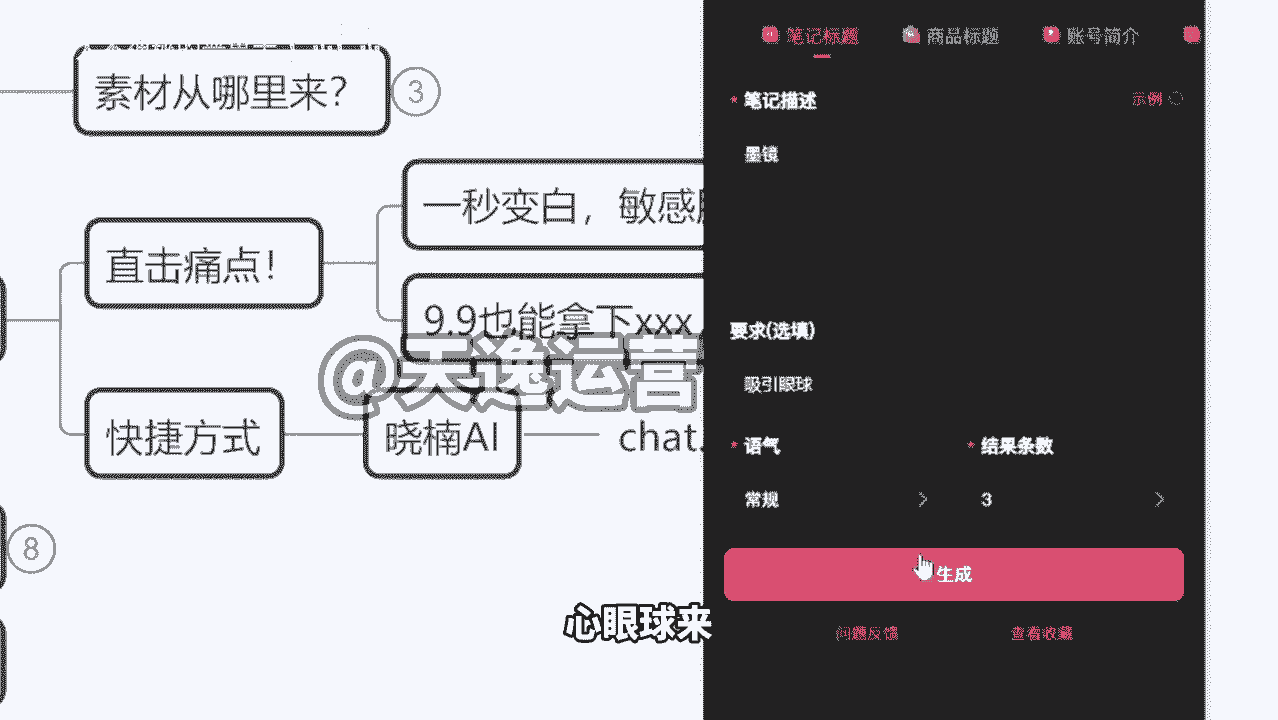 素材从哪里来？
3
一秒变白，敏感
直击痛点！
9.9也能拿下xxx
@天逸运营
快捷方式
晓楠AI
chat.
8
心眼球来
笔记标题
商品标题
账号简介
* 笔记描述
示例
墨镜
要求(选填)
吸引眼球
* 语气
* 结果条数
常规
3
生成
问题反馈
查看收藏